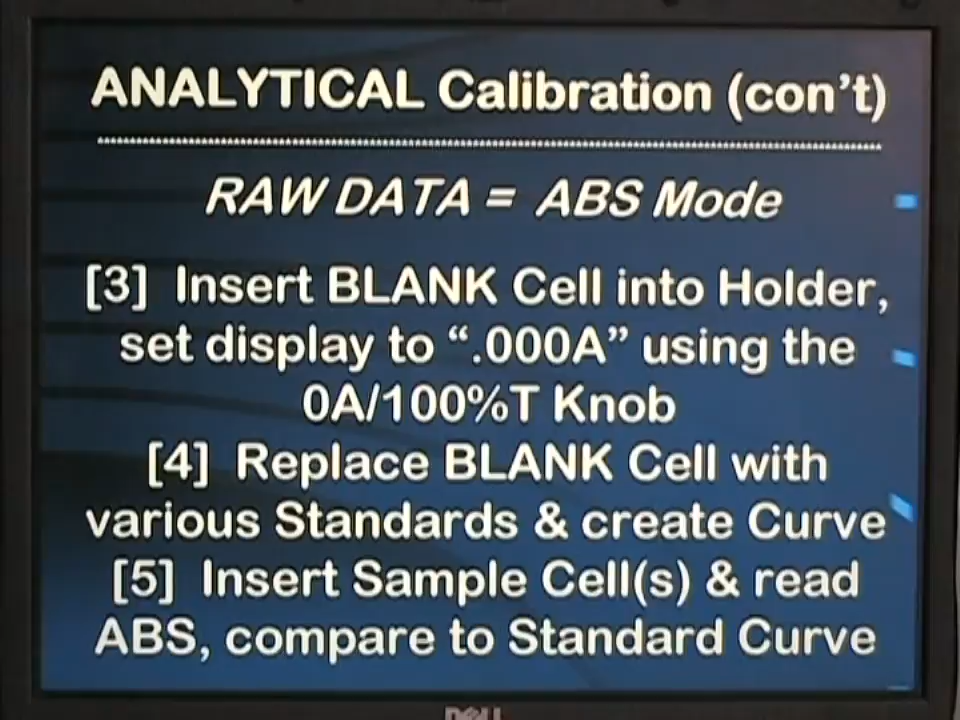 ANALYTICAL Calibration (con't)
RAW DATA = ABS Mode
[3] Insert BLANK Cell into Holder,
set display to “.000A” using the
0A/100%T Knob
[4] Replace BLANK Cell with
various Standards & create Curve
[5] Insert Sample Cell(s) & read
ABS, compare to Standard Curve
DELL